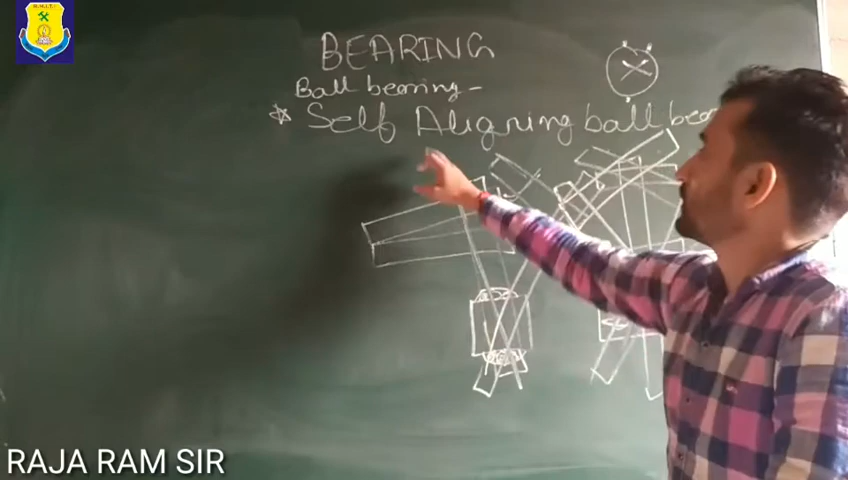 BEARING
Ball bearing -
Self Aligning ball bea
RAJA RAM SIR